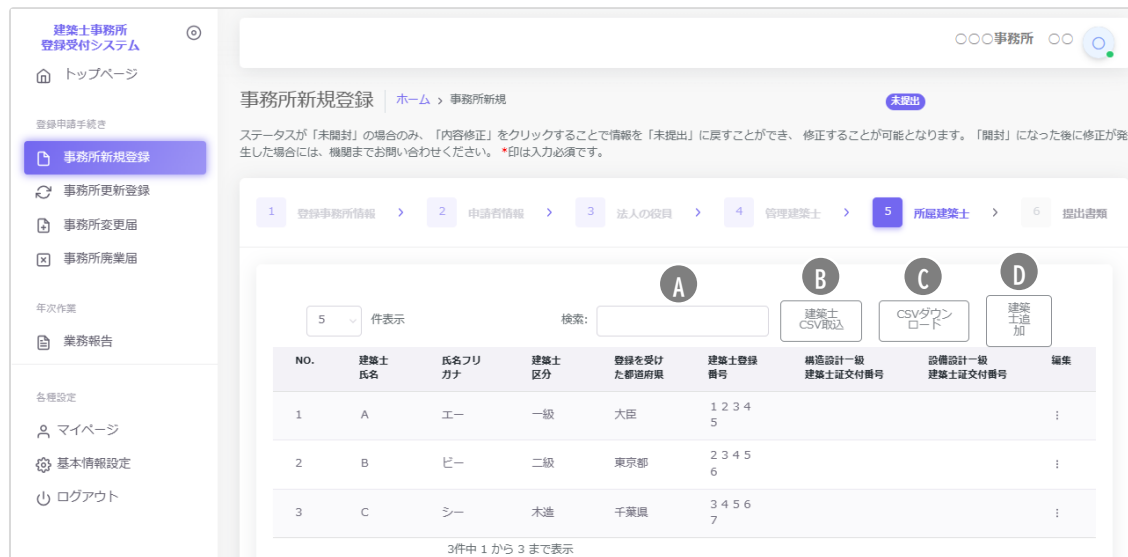 建築士事務所
登録受付システム
トップページ
登録申請手続き
事務所新規登録
事務所更新登録
事務所変更届
事務所廃業届
年次作業
業務報告
各種設定
マイページ
基本情報設定
ログアウト
○○○事務所 ○○ ○
事務所新規登録 ホーム > 事務所新規 未提出
ステータスが「未開封」の場合のみ、「内容修正」をクリックすることで情報を「未提出」に戻すことができ、 修正することが可能となります。「開封」になった後に修正が発
生した場合には、機関までお問い合わせください。 *印は入力必須です。
1 登録事務所情報 > 2 申請者情報 > 3 法人の役員 > 4 管理建築士 > 5 所属建築士 > 6 提出書類
A B C D
5 件表示 検索: 建築士
CSV取込 CSVダウン
ロード 建築
士追
加
NO. 建築士
氏名 氏名フリ
ガナ 建築士
区分 登録を受け
た都道府県 建築士登録
番号 構造設計一級
建築士証交付番号 設備設計一級
建築士証交付番号 編集
1 A エー 一級 大臣 1 2 3 4
5
2 B ビー 二級 東京都 2 3 4 5
6
3 C シー 木造 千葉県 3 4 5 6
7
3件中 1 から 3 まで表示